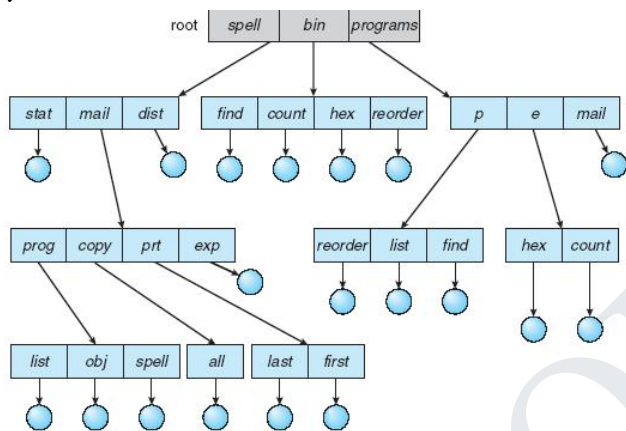 root spell bin programs
stat mail dist find count hex reorder p e mail
prog copy prt exp reorder list find hex count
list obj spell all last first